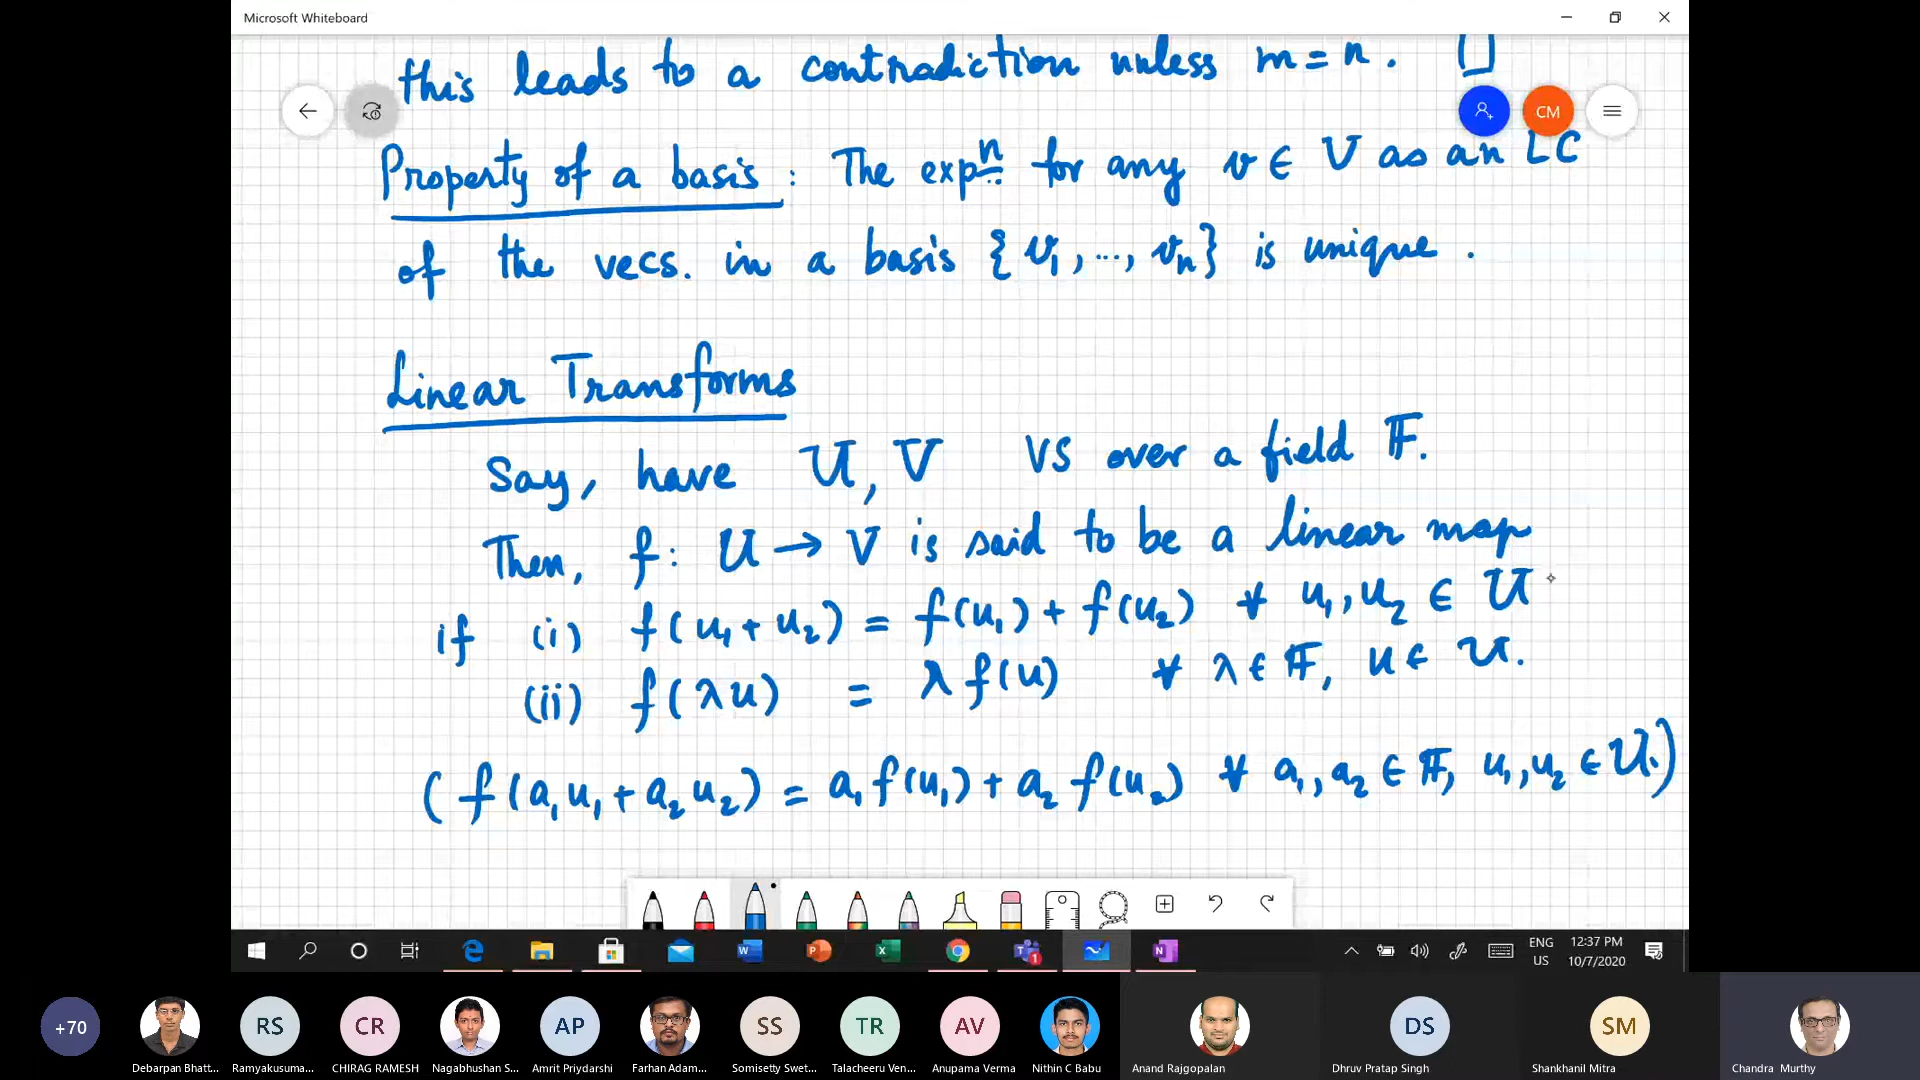 Microsoft Whiteboard
this leads to a contradiction unless m = n. □
CM
Property of a basis : The expⁿ for any v ∈ V as an LC
of the vecs. in a basis {v₁, ..., vₙ} is unique.
Linear Transforms
Say, have U, V VS over a field 𝔽.
Then, f: U → V is said to be a linear map
if (i) f(u₁ + u₂) = f(u₁) + f(u₂) ∀ u₁, u₂ ∈ U
(ii) f(λu) = λ f(u) ∀ λ ∈ 𝔽, u ∈ U.
(f(a₁u₁ + a₂u₂) = a₁f(u₁) + a₂f(u₂) ∀ a₁, a₂ ∈ 𝔽, u₁, u₂ ∈ U.)
ENG
US
12:37 PM
10/7/2020
+70
RS CR AP SS TR AV DS SM
Debarpan Bhatt... Ramyakusuma... CHIRAG RAMESH Nagabhushan S... Amrit Priydarshi Farhan Adam... Somisetty Swet... Talacheeru Ven... Anupama Verma Nithin C Babu Anand Rajgopalan Dhruv Pratap Singh Shankhanil Mitra Chandra Murthy